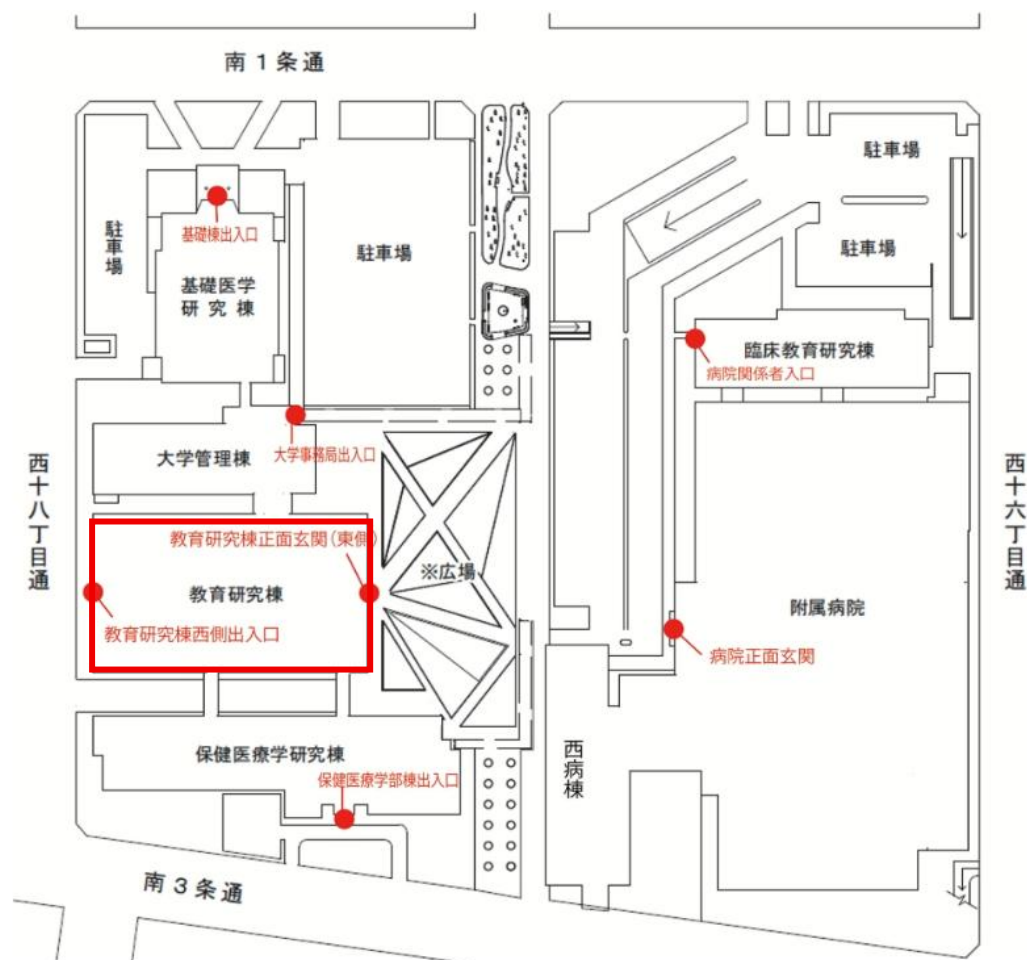 南１条通
駐車場
駐車場
基礎棟出入口
基礎医学
研究棟
駐車場
駐車場
臨床教育研究棟
病院関係者入口
大学管理棟
大学事務局出入口
西十八丁目通
西十六丁目通
教育研究棟正面玄関(東側)
※広場
教育研究棟
教育研究棟西側出入口
附属病院
病院正面玄関
保健医療学研究棟
西病棟
保健医療学部棟出入口
南３条通